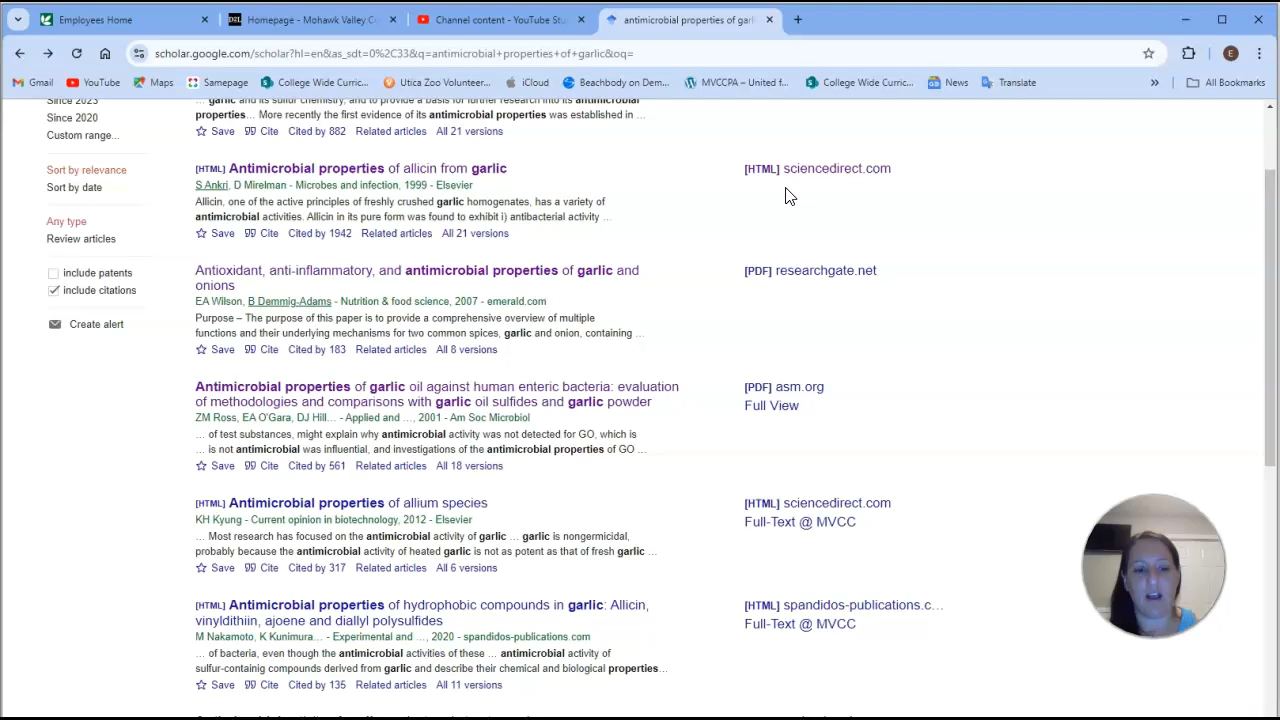 Employees Home
D2L Homepage - Mohawk Valley Co
Channel content - YouTube Stu
antimicrobial properties of garl
scholar.google.com/scholar?hl=en&as_sdt=0%2C33&q=antimicrobial+properties+of+garlic&oq=
E
Gmail YouTube Maps Samepage College Wide Curric... Utica Zoo Volunteer... iCloud Beachbody on Dem... MVCCPA – United f... College Wide Curric... News Translate » All Bookmarks
Since 2023
Since 2020
Custom range...
Sort by relevance
Sort by date
Any type
Review articles
include patents
include citations
Create alert
... garlic and its sulfur chemistry, and to provide a basis for further research into its antimicrobial
properties... More recently the first evidence of its antimicrobial properties was established in ...
Save Cite Cited by 882 Related articles All 21 versions
[HTML] Antimicrobial properties of allicin from garlic
S Ankri, D Mirelman - Microbes and infection, 1999 - Elsevier
Allicin, one of the active principles of freshly crushed garlic homogenates, has a variety of
antimicrobial activities. Allicin in its pure form was found to exhibit i) antibacterial activity ...
Save Cite Cited by 1942 Related articles All 21 versions
[HTML] sciencedirect.com
Antioxidant, anti-inflammatory, and antimicrobial properties of garlic and
onions
EA Wilson, B Demmig-Adams - Nutrition & food science, 2007 - emerald.com
Purpose – The purpose of this paper is to provide a comprehensive overview of multiple
functions and their underlying mechanisms for two common spices, garlic and onion, containing ...
Save Cite Cited by 183 Related articles All 8 versions
[PDF] researchgate.net
Antimicrobial properties of garlic oil against human enteric bacteria: evaluation
of methodologies and comparisons with garlic oil sulfides and garlic powder
ZM Ross, EA O'Gara, DJ Hill... - Applied and ..., 2001 - Am Soc Microbiol
... of test substances, might explain why antimicrobial activity was not detected for GO, which is
... is not antimicrobial was influential, and investigations of the antimicrobial properties of GO ...
Save Cite Cited by 561 Related articles All 18 versions
[PDF] asm.org
Full View
[HTML] Antimicrobial properties of allium species
KH Kyung - Current opinion in biotechnology, 2012 - Elsevier
... Most research has focused on the antimicrobial activity of garlic ... garlic is nongermicidal,
probably because the antimicrobial activity of heated garlic is not as potent as that of fresh garlic ...
Save Cite Cited by 317 Related articles All 6 versions
[HTML] sciencedirect.com
Full-Text @ MVCC
[HTML] Antimicrobial properties of hydrophobic compounds in garlic: Allicin,
vinyldithiin, ajoene and diallyl polysulfides
M Nakamoto, K Kunimura... - Experimental and ..., 2020 - spandidos-publications.com
... of bacteria, even though the antimicrobial activities of these ... antimicrobial activity of
sulfur-containg compounds derived from garlic and describe their chemical and biological properties...
Save Cite Cited by 135 Related articles All 11 versions
[HTML] spandidos-publications.c...
Full-Text @ MVCC